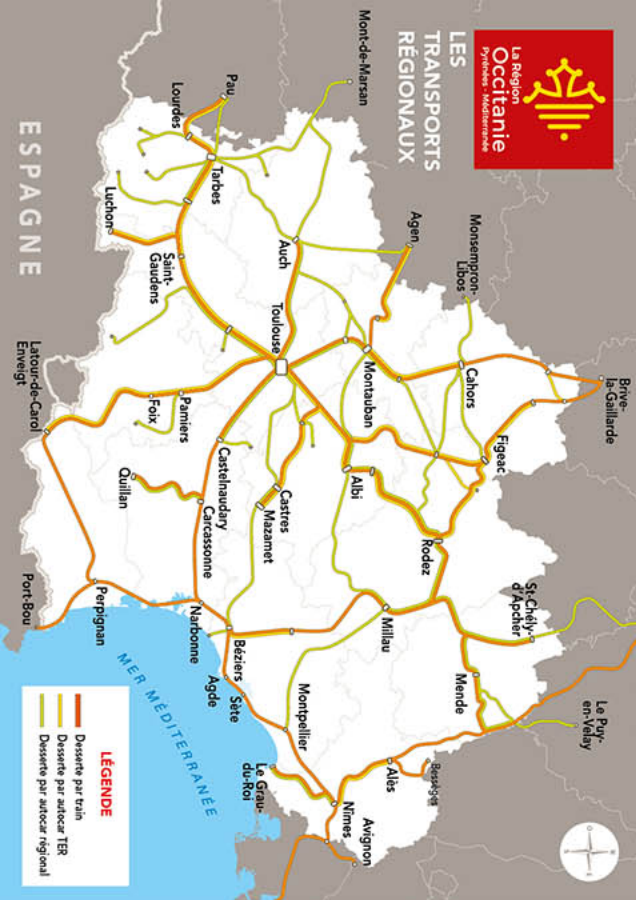 La Région
Occitanie
Pyrénées - Méditerranée
LES
TRANSPORTS
RÉGIONAUX
Mont-de-Marsan
Pau
Lourdes
Tarbes
Luchon
Saint-
Gaudens
Auch
Agen
Monsempron-
Libos
Toulouse
Montauban
Cahors
Brive-
la-Gaillarde
Figeac
Albi
Rodez
Castres
Mazamet
Castelnaudary
Carcassonne
Quillan
Pamiers
Foix
Latour-de-Carol
Enveigt
Perpignan
Port-Bou
Narbonne
Béziers
Agde
Sète
Montpellier
Millau
St-Chély-
d'Apcher
Mende
Le Puy-
en-Velay
Bessèges
Alès
Nîmes
Avignon
Le Grau-
du-Roi
ESPAGNE
MER MÉDITERRANÉE
LÉGENDE
Desserte par train
Desserte par autocar TER
Desserte par autocar régional